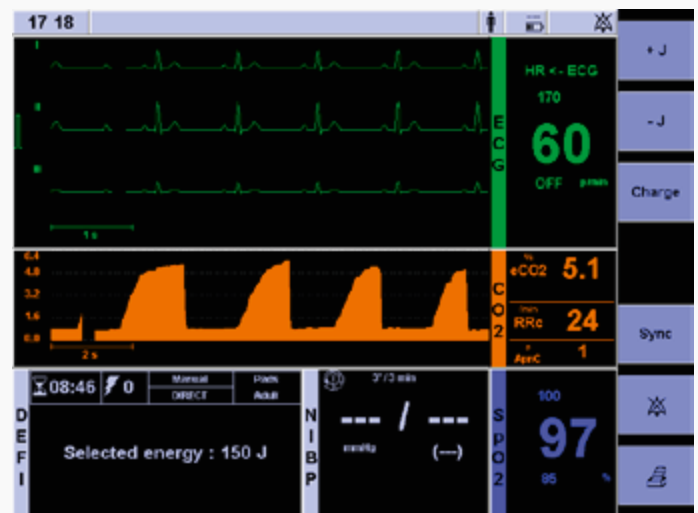 17 18
I
II
III
1 s
E
C
G
HR <- ECG
170
60
OFF p/min
6.4
4.8
3.2
1.6
0.0
2 s
C
O
2
%
eCO2 5.1
/min
RRc 24
ApnC 1
D
E
F
I
08:46 0
Manual Pads
DIRECT Adult
Selected energy : 150 J
N
I
B
P
3'/3 min
--- / ---
mmHg (---)
S
p
O
2
100
97
85 %
+ J
- J
Charge
Sync